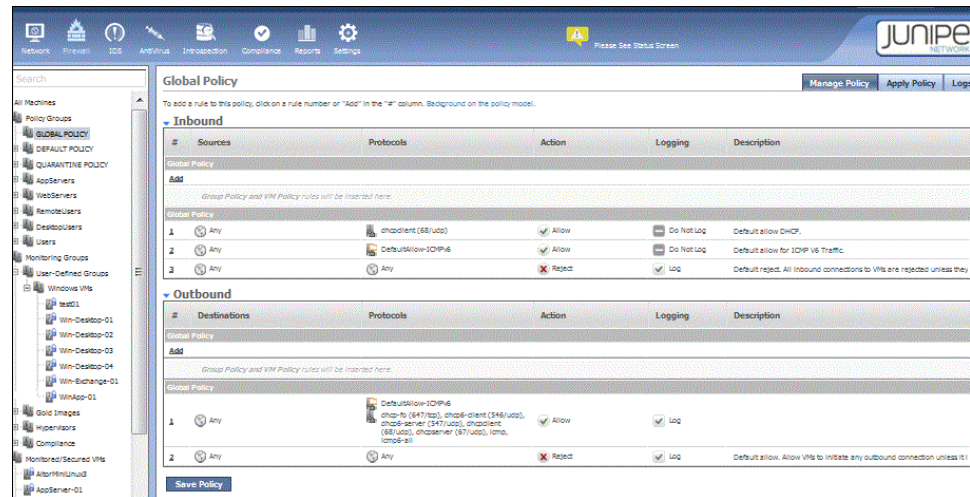 Network Firewall IDS AntiVirus Introspection Compliance Reports Settings
Please See Status Screen
JUNIPE
NETWORK
Search
All Machines
Policy Groups
GLOBAL POLICY
DEFAULT POLICY
QUARANTINE POLICY
AppServers
WebServers
RemoteUsers
DesktopUsers
Users
Monitoring Groups
User-Defined Groups
Windows VMs
test01
Win-Desktop-01
Win-Desktop-02
Win-Desktop-03
Win-Desktop-04
Win-Exchange-01
WinApp-01
Gold Images
Hypervisors
Compliance
Monitored/Secured VMs
AltorMiniLinux3
AppServer-01
Global Policy
Manage Policy Apply Policy Logs
To add a rule to this policy, click on a rule number or "Add" in the "#" column. Background on the policy model.
Inbound
# Sources Protocols Action Logging Description
Global Policy
Add
Group Policy and VM Policy rules will be inserted here.
Global Policy
1 Any dhcpclient (68/udp) Allow Do Not Log Default allow DHCP.
2 Any DefaultAllow-ICMPv6 Allow Do Not Log Default allow for ICMP V6 Traffic.
3 Any Any Reject Log Default reject. All inbound connections to VMs are rejected unless they
Outbound
# Destinations Protocols Action Logging Description
Global Policy
Add
Group Policy and VM Policy rules will be inserted here.
Global Policy
DefaultAllow-ICMPv6
dhcp-fo (647/tcp), dhcp6-client (546/udp),
1 Any dhcp6-server (547/udp), dhcpclient Allow Log
(68/udp), dhcpserver (67/udp), icmp,
icmp6-all
2 Any Any Reject Log Default allow. Allow VMs to initiate any outbound connection unless it i
Save Policy